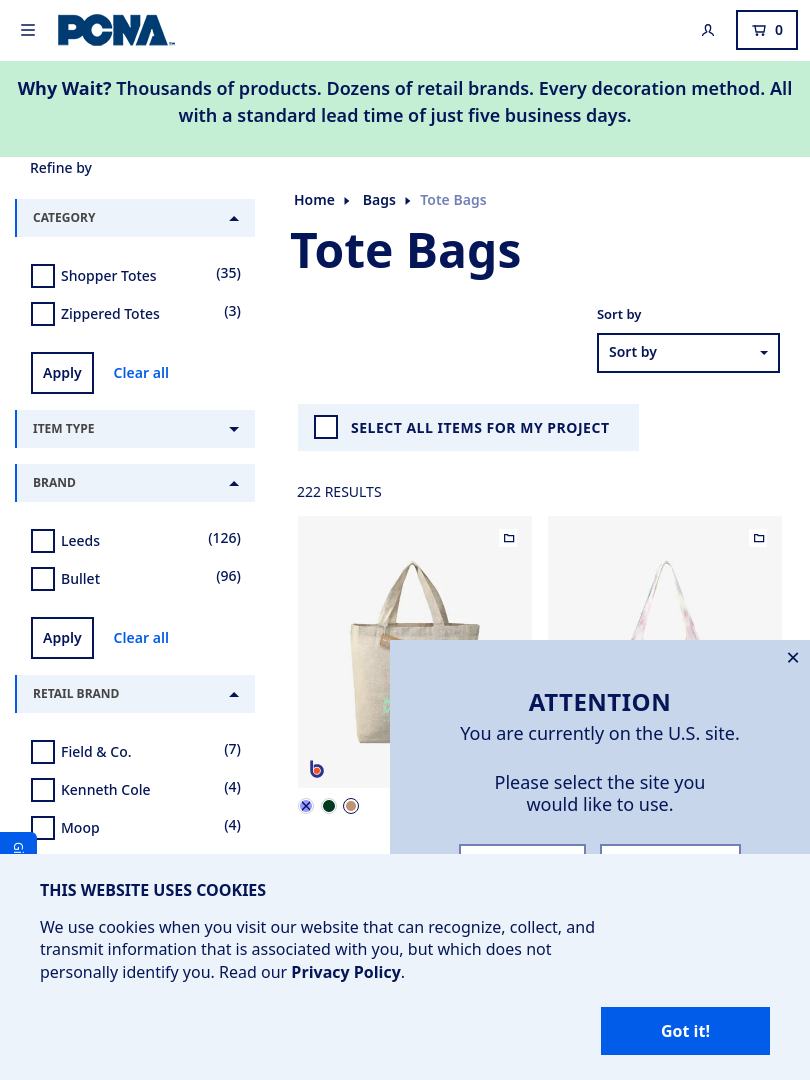 PCNA
0
Why Wait? Thousands of products. Dozens of retail brands. Every decoration method. All
with a standard lead time of just five business days.
Refine by
CATEGORY
Shopper Totes (35)
Zippered Totes (3)
Apply Clear all
ITEM TYPE
BRAND
Leeds (126)
Bullet (96)
Apply Clear all
RETAIL BRAND
Field & Co. (7)
Kenneth Cole (4)
Moop (4)
Home Bags Tote Bags
Tote Bags
Sort by
Sort by
SELECT ALL ITEMS FOR MY PROJECT
222 RESULTS
ATTENTION
You are currently on the U.S. site.
Please select the site you
would like to use.
THIS WEBSITE USES COOKIES
We use cookies when you visit our website that can recognize, collect, and
transmit information that is associated with you, but which does not
personally identify you. Read our Privacy Policy.
Got it!